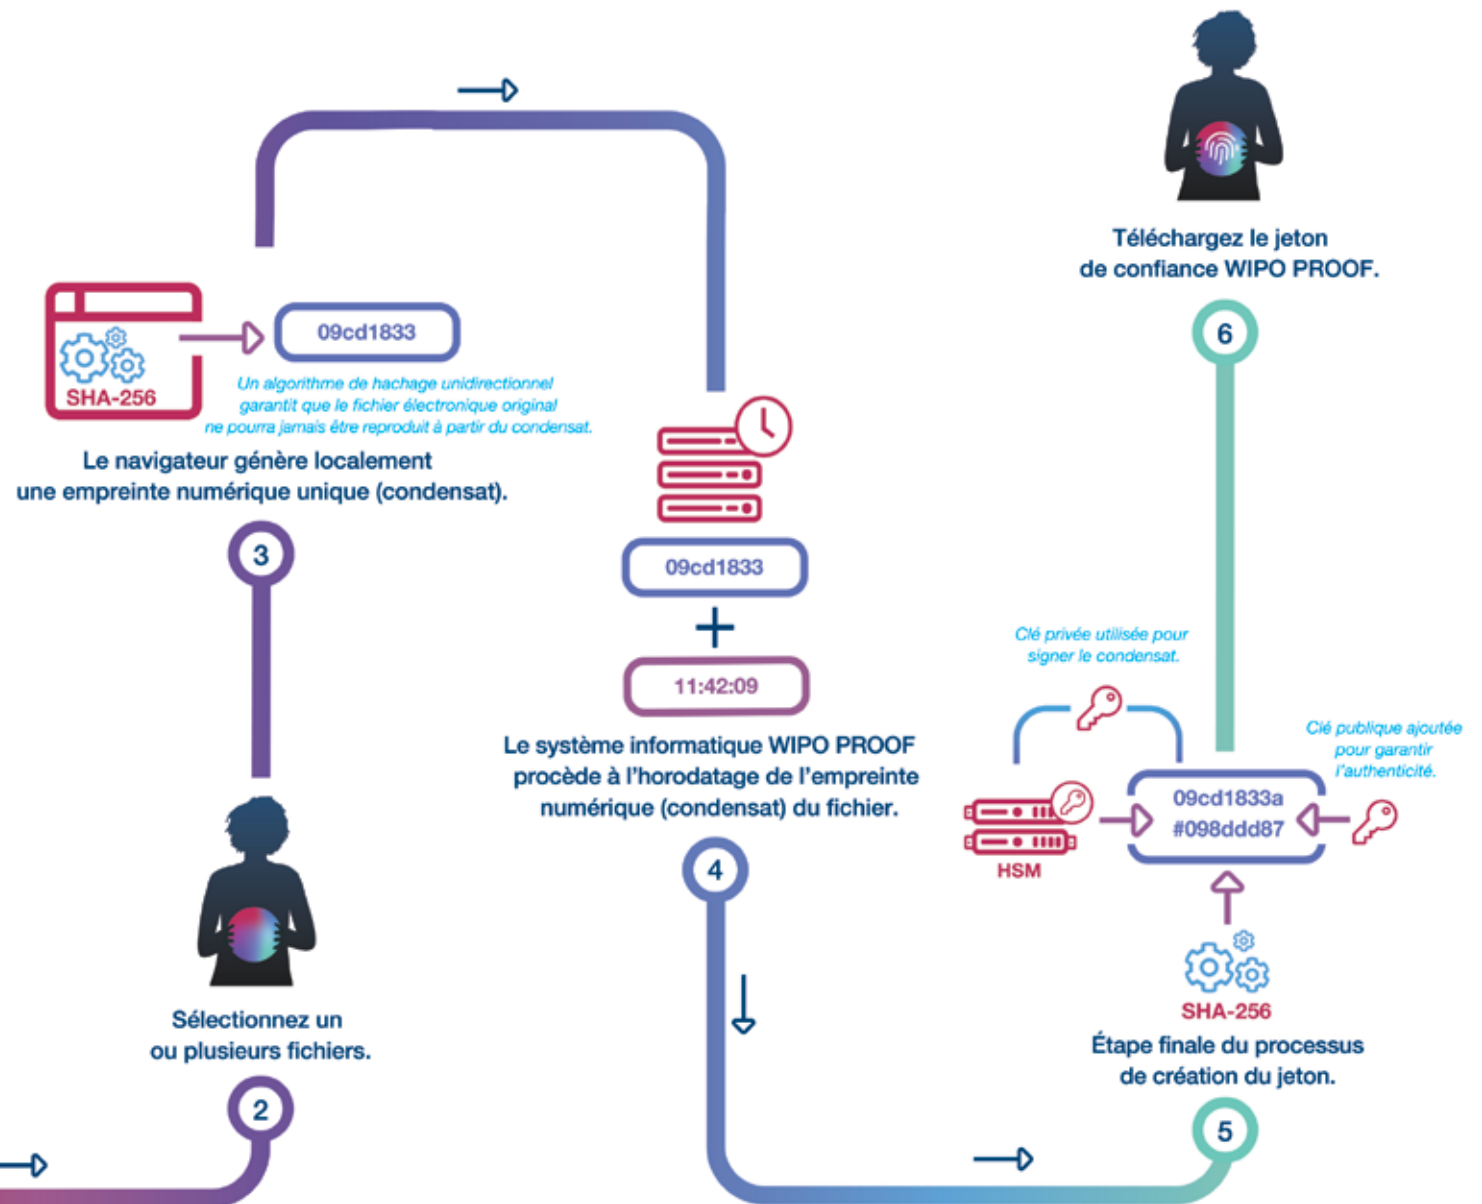 09cd1833
SHA-256
Un algorithme de hachage unidirectionnel
garantit que le fichier électronique original
ne pourra jamais être reproduit à partir du condensat.
Le navigateur génère localement
une empreinte numérique unique (condensat).
3
Sélectionnez un
ou plusieurs fichiers.
2
09cd1833
+
11:42:09
Le système informatique WIPO PROOF
procède à l'horodatage de l'empreinte
numérique (condensat) du fichier.
4
Téléchargez le jeton
de confiance WIPO PROOF.
6
Clé privée utilisée pour
signer le condensat.
Clé publique ajoutée
pour garantir
l'authenticité.
09cd1833a
#098ddd87
HSM
SHA-256
Étape finale du processus
de création du jeton.
5